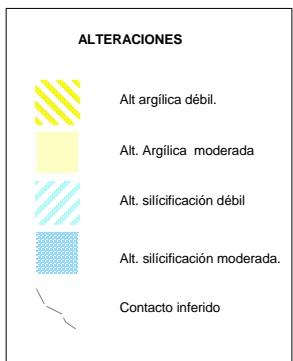 ALTERACIONES
Alt argílica débil.
Alt. Argílica moderada
Alt. silícificación débil
Alt. silícificación moderada.
Contacto inferido